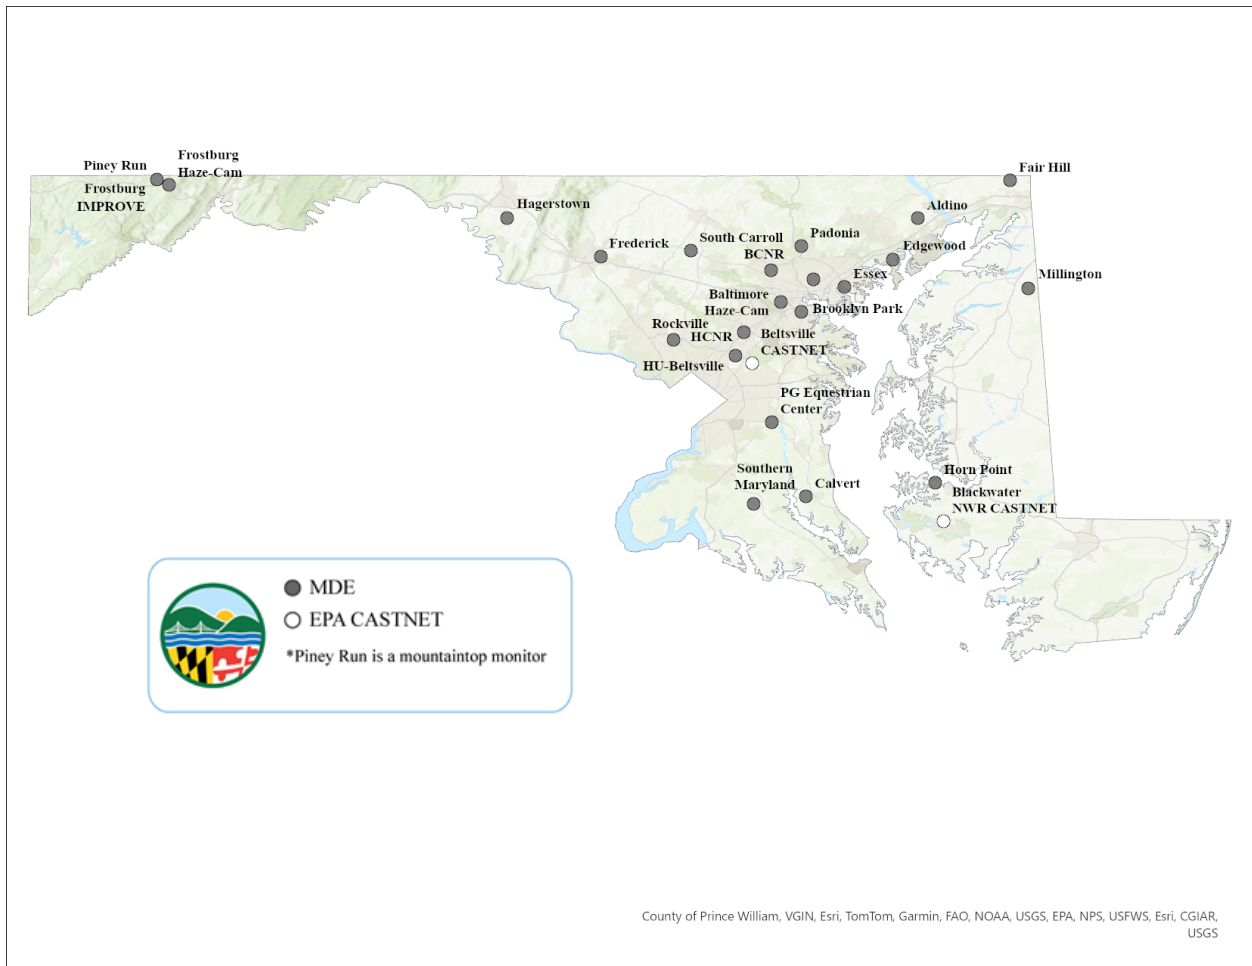 Piney Run
Frostburg
Haze-Cam
Frostburg
IMPROVE
Fair Hill
Hagerstown
Aldino
Frederick
South Carroll
BCNR
Padonia
Edgewood
Essex
Millington
Baltimore
Haze-Cam
Brooklyn Park
Rockville
HCNR
Beltsville
CASTNET
HU-Beltsville
PG Equestrian
Center
Southern
Maryland
Calvert
Horn Point
Blackwater
NWR CASTNET
MDE
EPA CASTNET
*Piney Run is a mountaintop monitor
County of Prince William, VGIN, Esri, TomTom, Garmin, FAO, NOAA, USGS, EPA, NPS, USFWS, Esri, CGIAR,
USGS